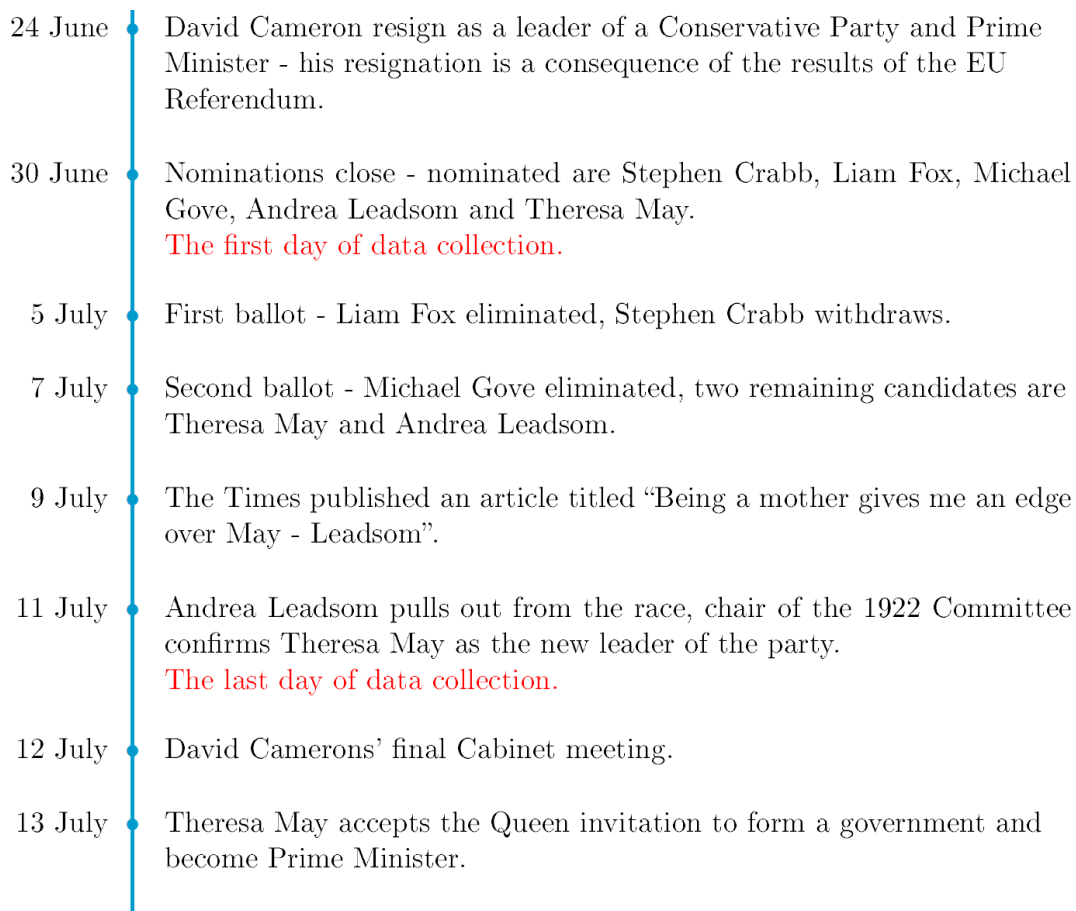 24 June David Cameron resign as a leader of a Conservative Party and Prime
Minister - his resignation is a consequence of the results of the EU
Referendum.
30 June Nominations close - nominated are Stephen Crabb, Liam Fox, Michael
Gove, Andrea Leadsom and Theresa May.
The first day of data collection.
5 July First ballot - Liam Fox eliminated, Stephen Crabb withdraws.
7 July Second ballot - Michael Gove eliminated, two remaining candidates are
Theresa May and Andrea Leadsom.
9 July The Times published an article titled “Being a mother gives me an edge
over May - Leadsom”.
11 July Andrea Leadsom pulls out from the race, chair of the 1922 Committee
confirms Theresa May as the new leader of the party.
The last day of data collection.
12 July David Camerons’ final Cabinet meeting.
13 July Theresa May accepts the Queen invitation to form a government and
become Prime Minister.